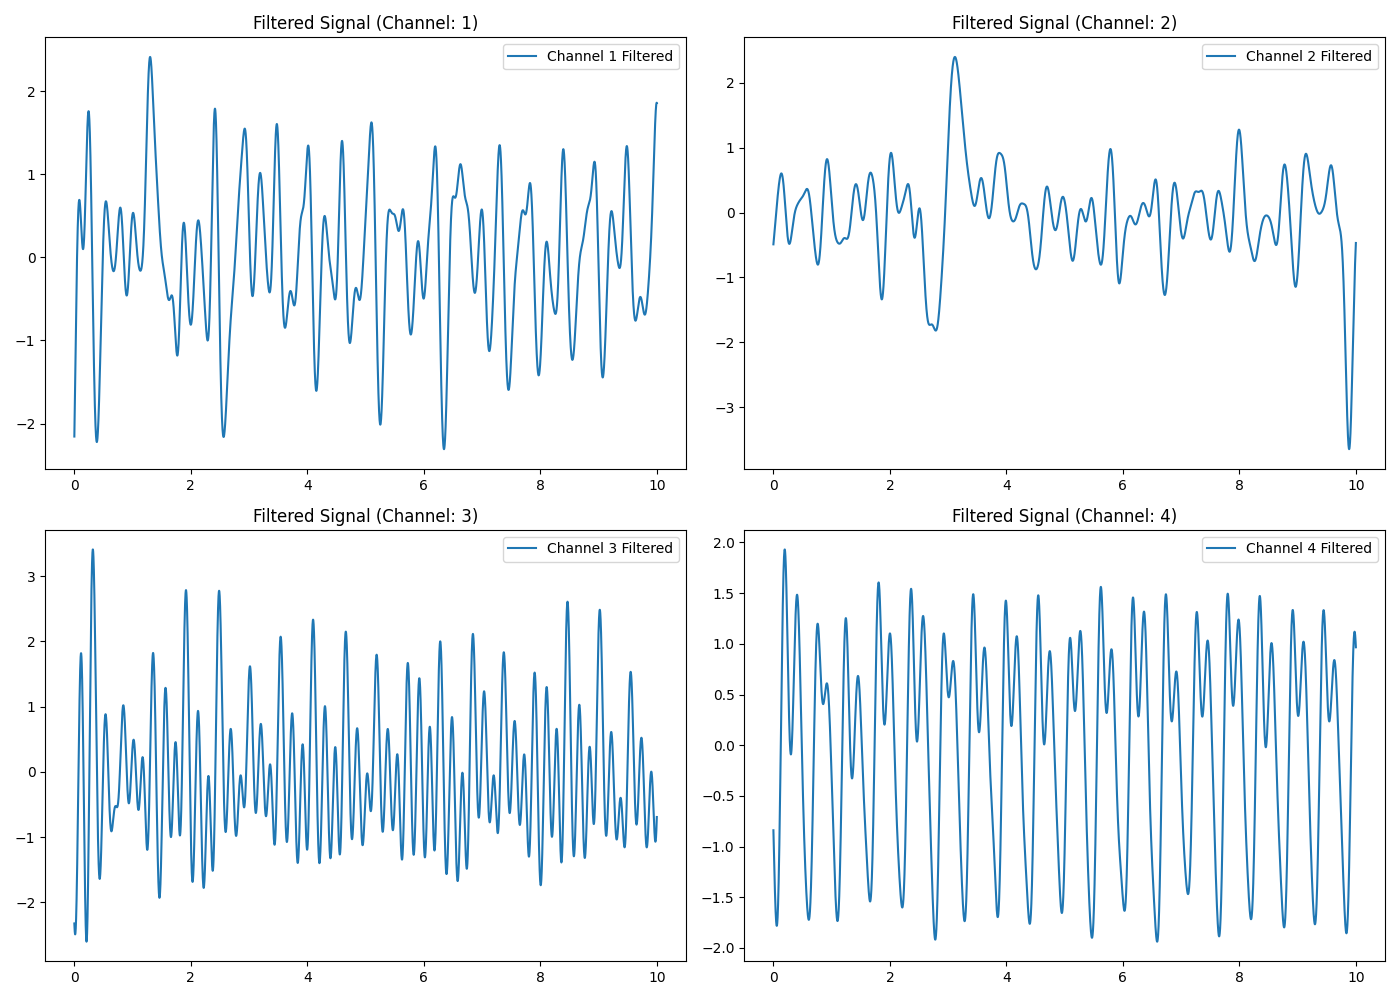 Filtered Signal (Channel: 1)
Channel 1 Filtered
2
1
0
−1
−2
0 2 4 6 8 10
Filtered Signal (Channel: 2)
Channel 2 Filtered
2
1
0
−1
−2
−3
0 2 4 6 8 10
Filtered Signal (Channel: 3)
Channel 3 Filtered
3
2
1
0
−1
−2
0 2 4 6 8 10
Filtered Signal (Channel: 4)
Channel 4 Filtered
2.0
1.5
1.0
0.5
0.0
−0.5
−1.0
−1.5
−2.0
0 2 4 6 8 10